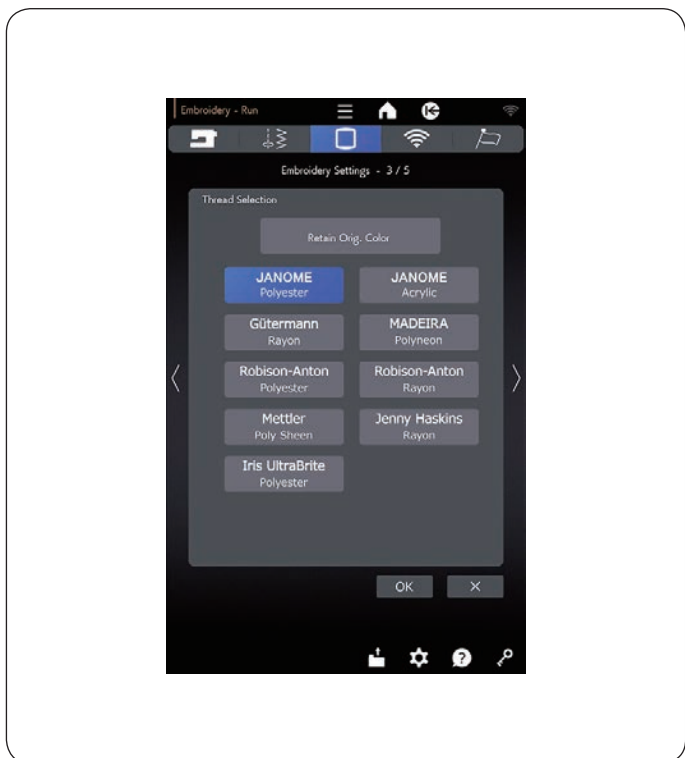 Embroidery - Run
Embroidery Settings - 3 / 5
Thread Selection
Retain Orig. Color
JANOME
Polyester
JANOME
Acrylic
Gütermann
Rayon
MADEIRA
Polyneon
Robison-Anton
Polyester
Robison-Anton
Rayon
Mettler
Poly Sheen
Jenny Haskins
Rayon
Iris UltraBrite
Polyester
OK